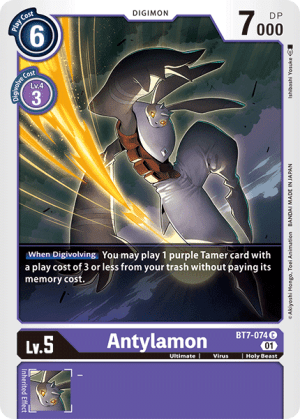 DIGIMON
Play Cost
6
7000
DP
Digivolve Cost
Lv.4
3
Ishibashi Yosuke
When Digivolving You may play 1 purple Tamer card with
a play cost of 3 or less from your trash without paying its
memory cost.
©Akiyoshi Hongo, Toei Animation BANDAI MADE IN JAPAN
BT7-074 C
Lv.5
Antylamon
01
Ultimate | Virus | Holy Beast
Inherited Effect
–